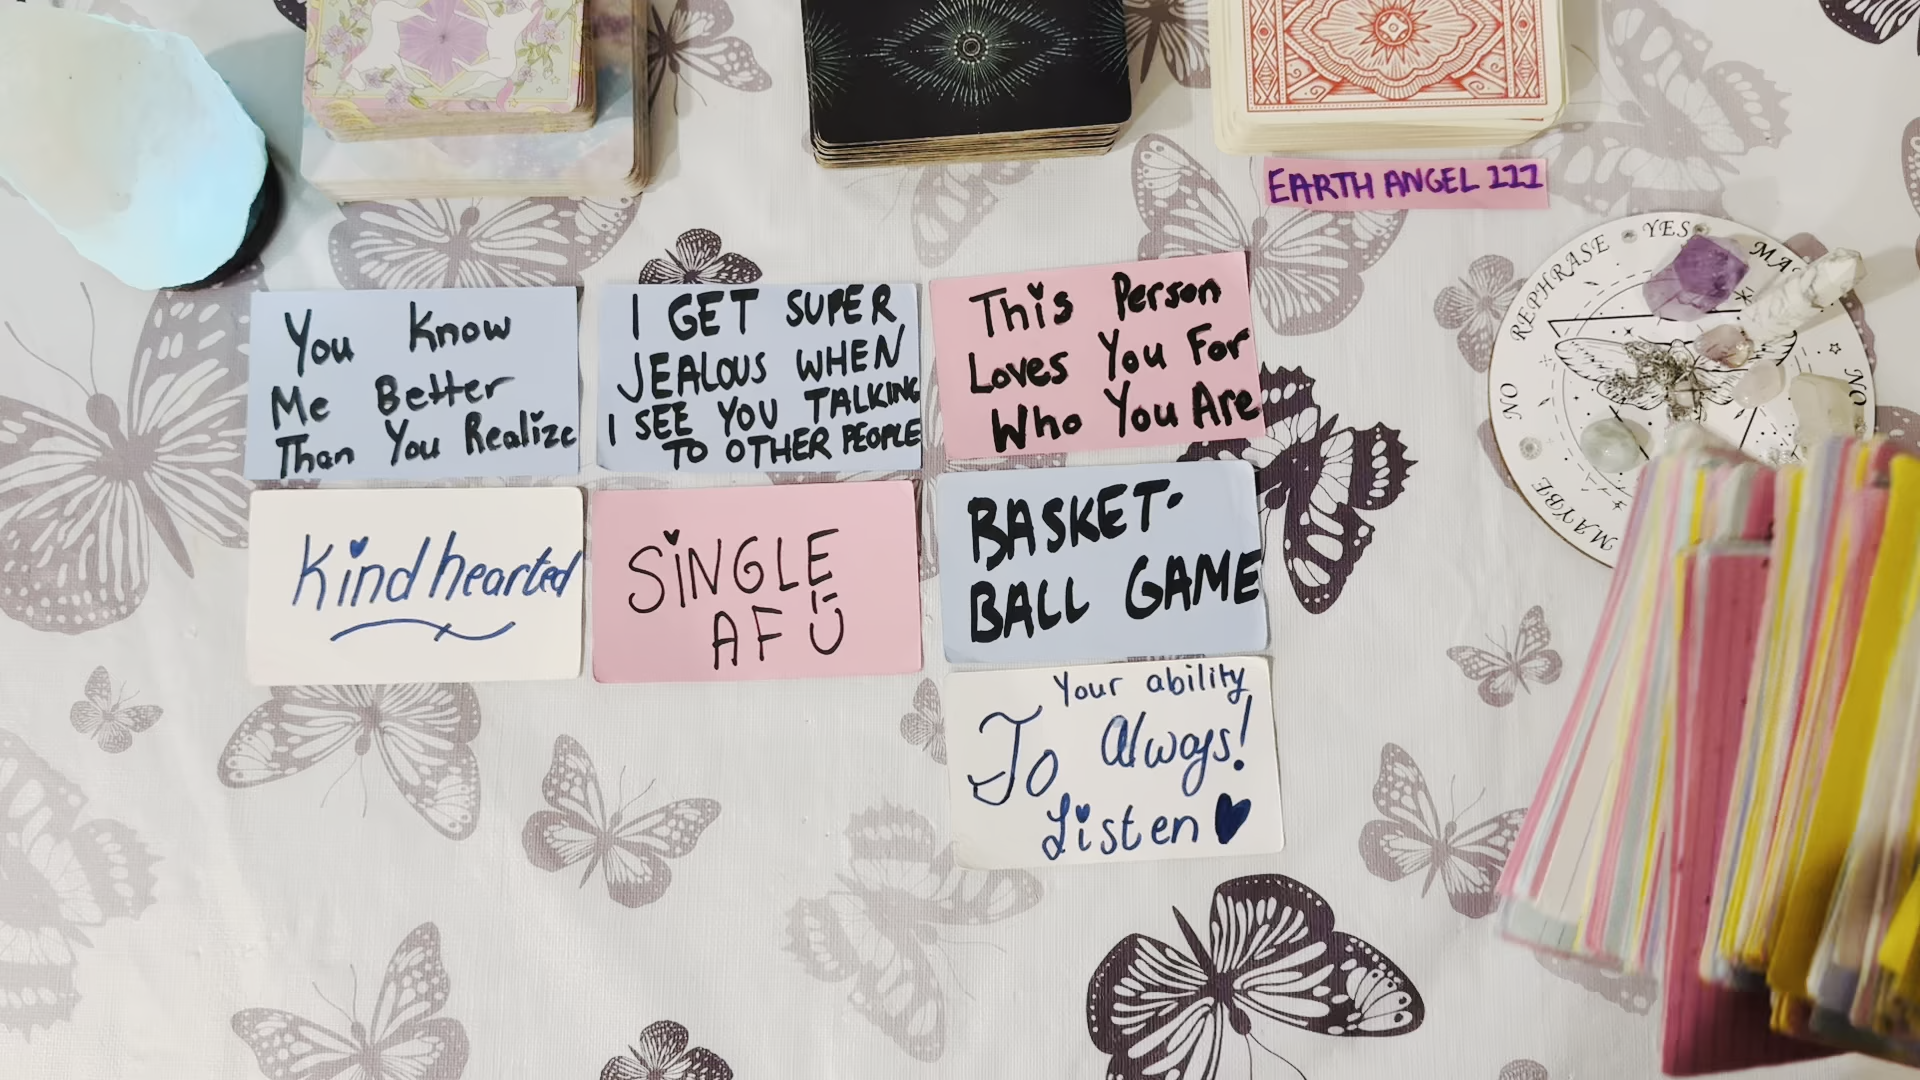 EARTH ANGEL 111
REPHRASE
YES
NO
NO
MAYBE
You Know
Me Better
Than You Realize
I GET SUPER
JEALOUS WHEN
I SEE YOU TALKING
TO OTHER PEOPLE
This Person
Loves You For
Who You Are
Kindhearted
SiNGLE
AF
BASKET-
BALL GAME
Your ability
To Always!
Listen